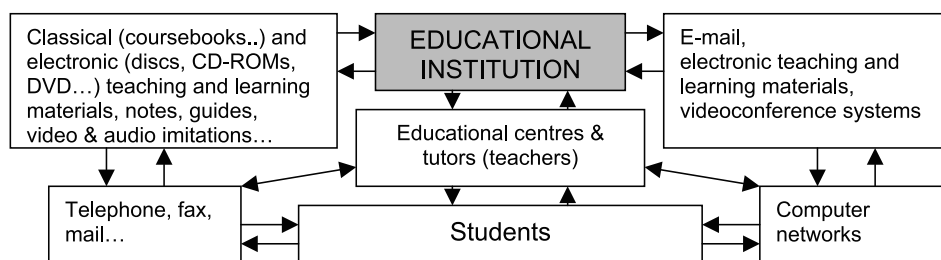 Classical (coursebooks..) and
electronic (discs, CD-ROMs,
DVD…) teaching and learning
materials, notes, guides,
video & audio imitations…
EDUCATIONAL
INSTITUTION
E-mail,
electronic teaching and
learning materials,
videoconference systems
Educational centres &
tutors (teachers)
Telephone, fax,
mail…
Students
Computer
networks